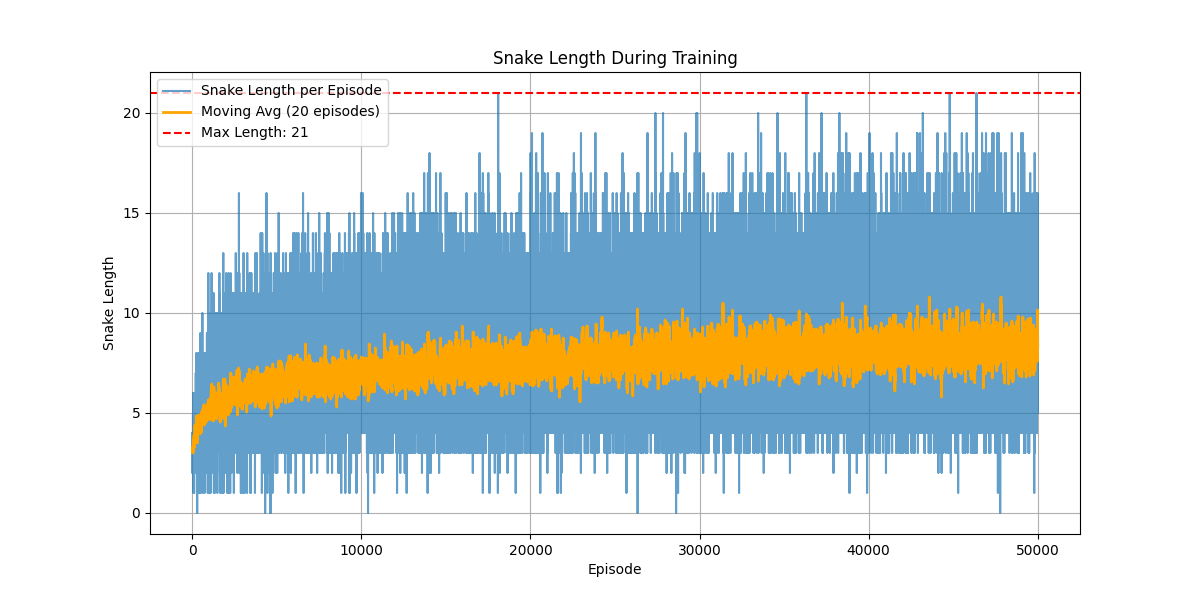 Snake Length During Training
Snake Length per Episode
Moving Avg (20 episodes)
Max Length: 21
Snake Length
20
15
10
5
0
0
10000
20000
30000
40000
50000
Episode